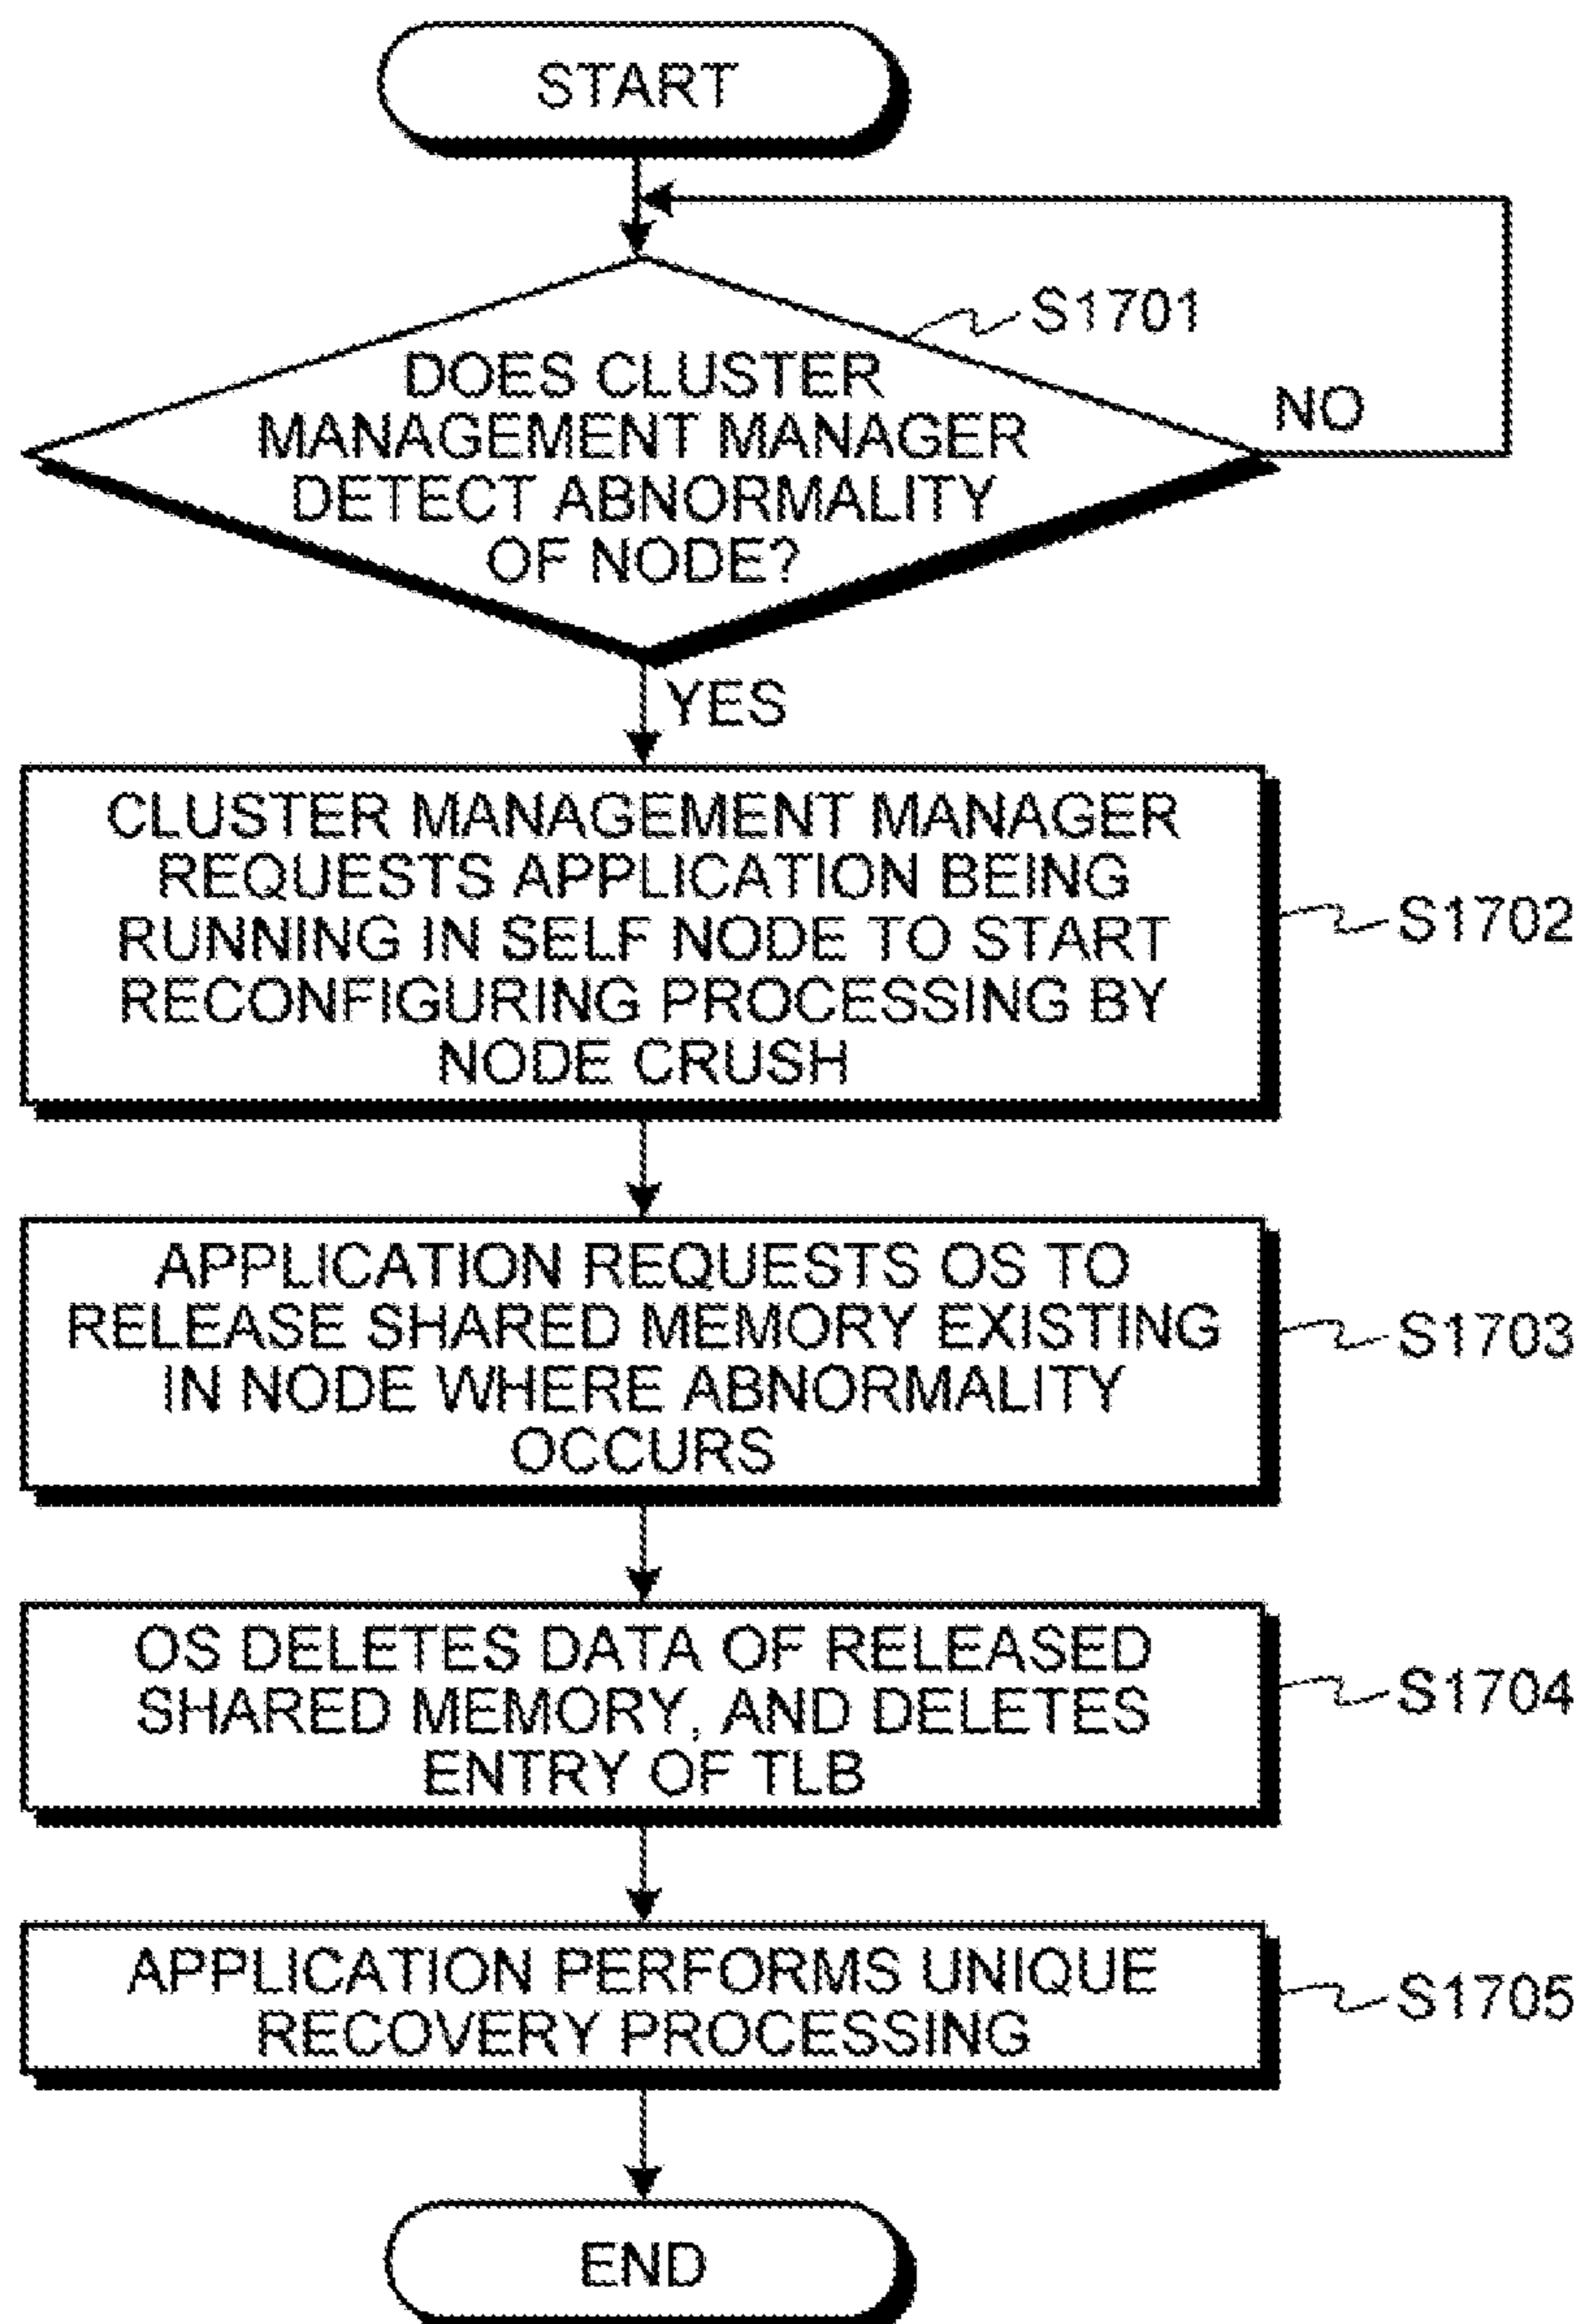 START
S1701
DOES CLUSTER
MANAGEMENT MANAGER
DETECT ABNORMALITY
OF NODE?
NO
YES
CLUSTER MANAGEMENT MANAGER
REQUESTS APPLICATION BEING
RUNNING IN SELF NODE TO START
RECONFIGURING PROCESSING BY
NODE CRUSH
S1702
APPLICATION REQUESTS OS TO
RELEASE SHARED MEMORY EXISTING
IN NODE WHERE ABNORMALITY
OCCURS
S1703
OS DELETES DATA OF RELEASED
SHARED MEMORY, AND DELETES
ENTRY OF TLB
S1704
APPLICATION PERFORMS UNIQUE
RECOVERY PROCESSING
S1705
END